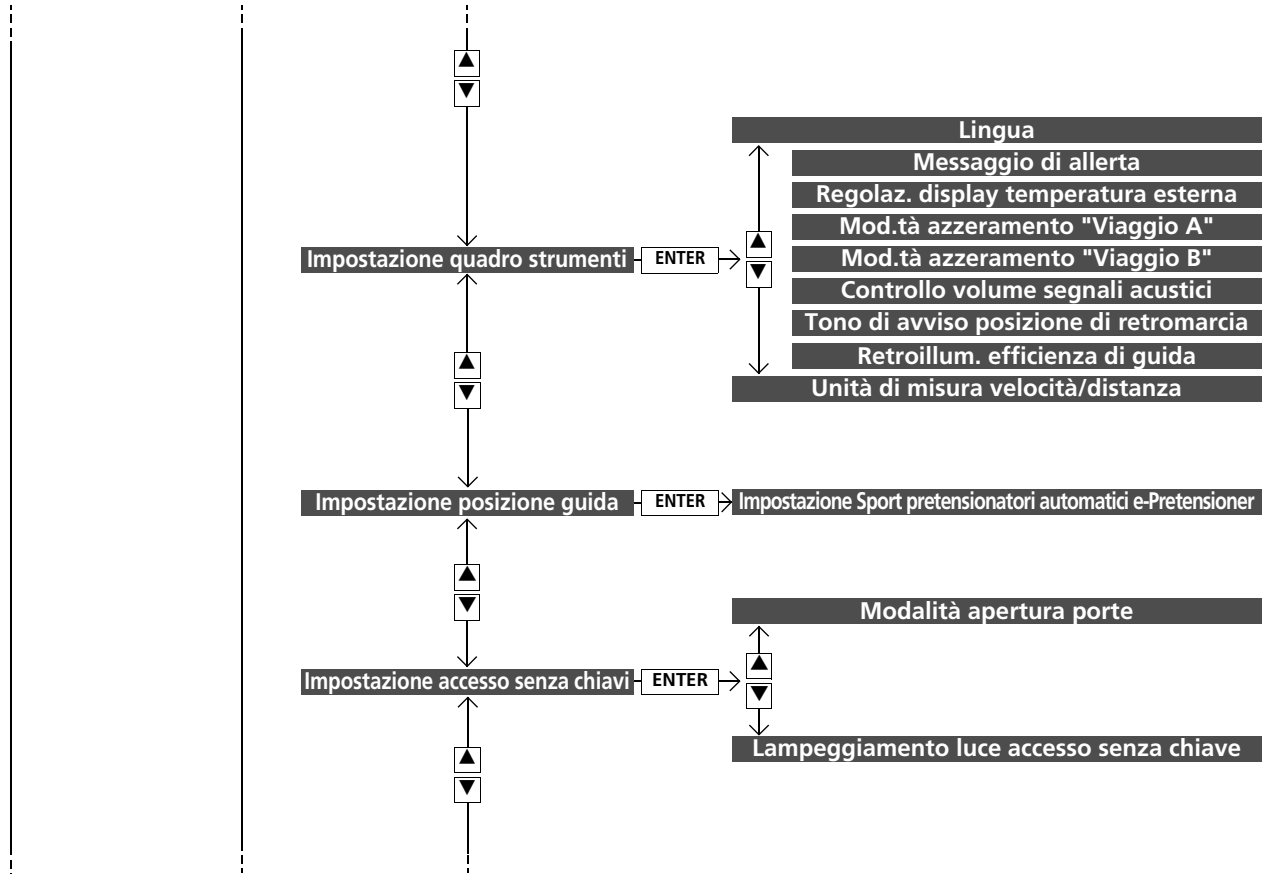 Lingua
Messaggio di allerta
Regolaz. display temperatura esterna
Mod.tà azzeramento "Viaggio A"
Impostazione quadro strumenti ENTER
Mod.tà azzeramento "Viaggio B"
Controllo volume segnali acustici
Tono di avviso posizione di retromarcia
Retroillum. efficienza di guida
Unità di misura velocità/distanza
Impostazione posizione guida ENTER Impostazione Sport pretensionatori automatici e-Pretensioner
Modalità apertura porte
Impostazione accesso senza chiavi ENTER
Lampeggiamento luce accesso senza chiave